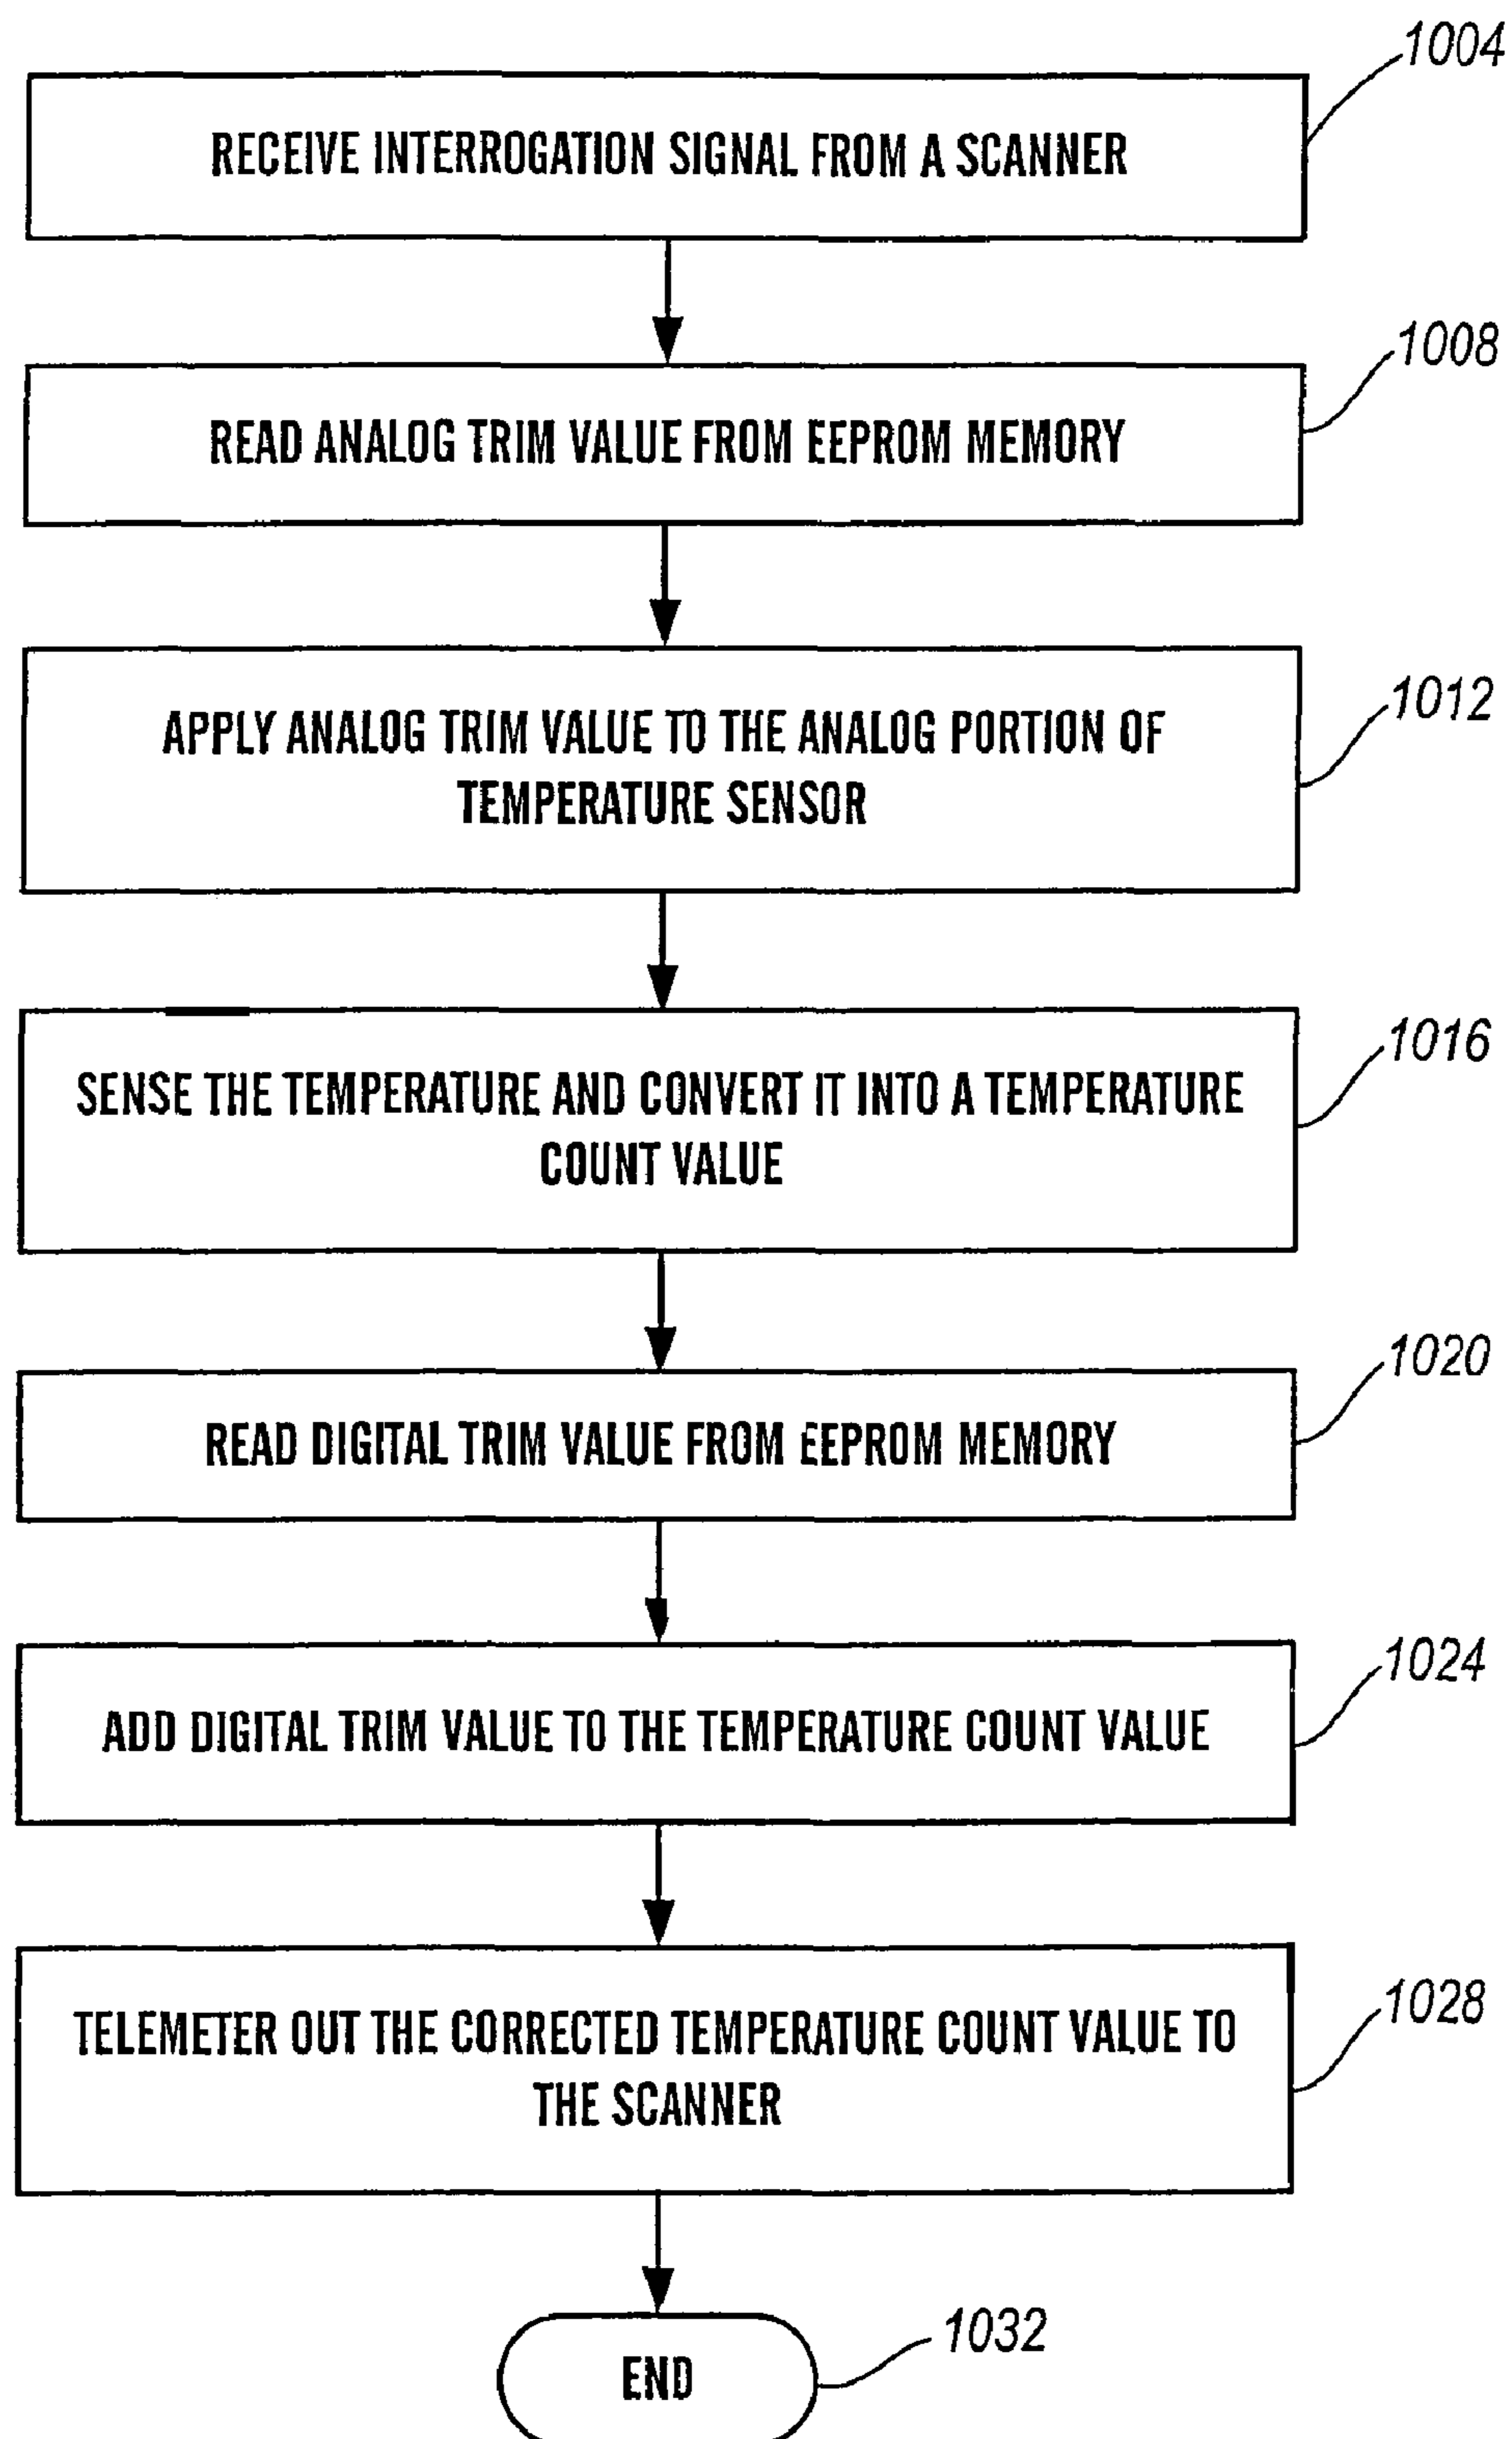 1004
RECEIVE INTERROGATION SIGNAL FROM A SCANNER
1008
READ ANALOG TRIM VALUE FROM EEPROM MEMORY
1012
APPLY ANALOG TRIM VALUE TO THE ANALOG PORTION OF
TEMPERATURE SENSOR
1016
SENSE THE TEMPERATURE AND CONVERT IT INTO A TEMPERATURE
COUNT VALUE
1020
READ DIGITAL TRIM VALUE FROM EEPROM MEMORY
1024
ADD DIGITAL TRIM VALUE TO THE TEMPERATURE COUNT VALUE
1028
TELEMETER OUT THE CORRECTED TEMPERATURE COUNT VALUE TO
THE SCANNER
1032
END